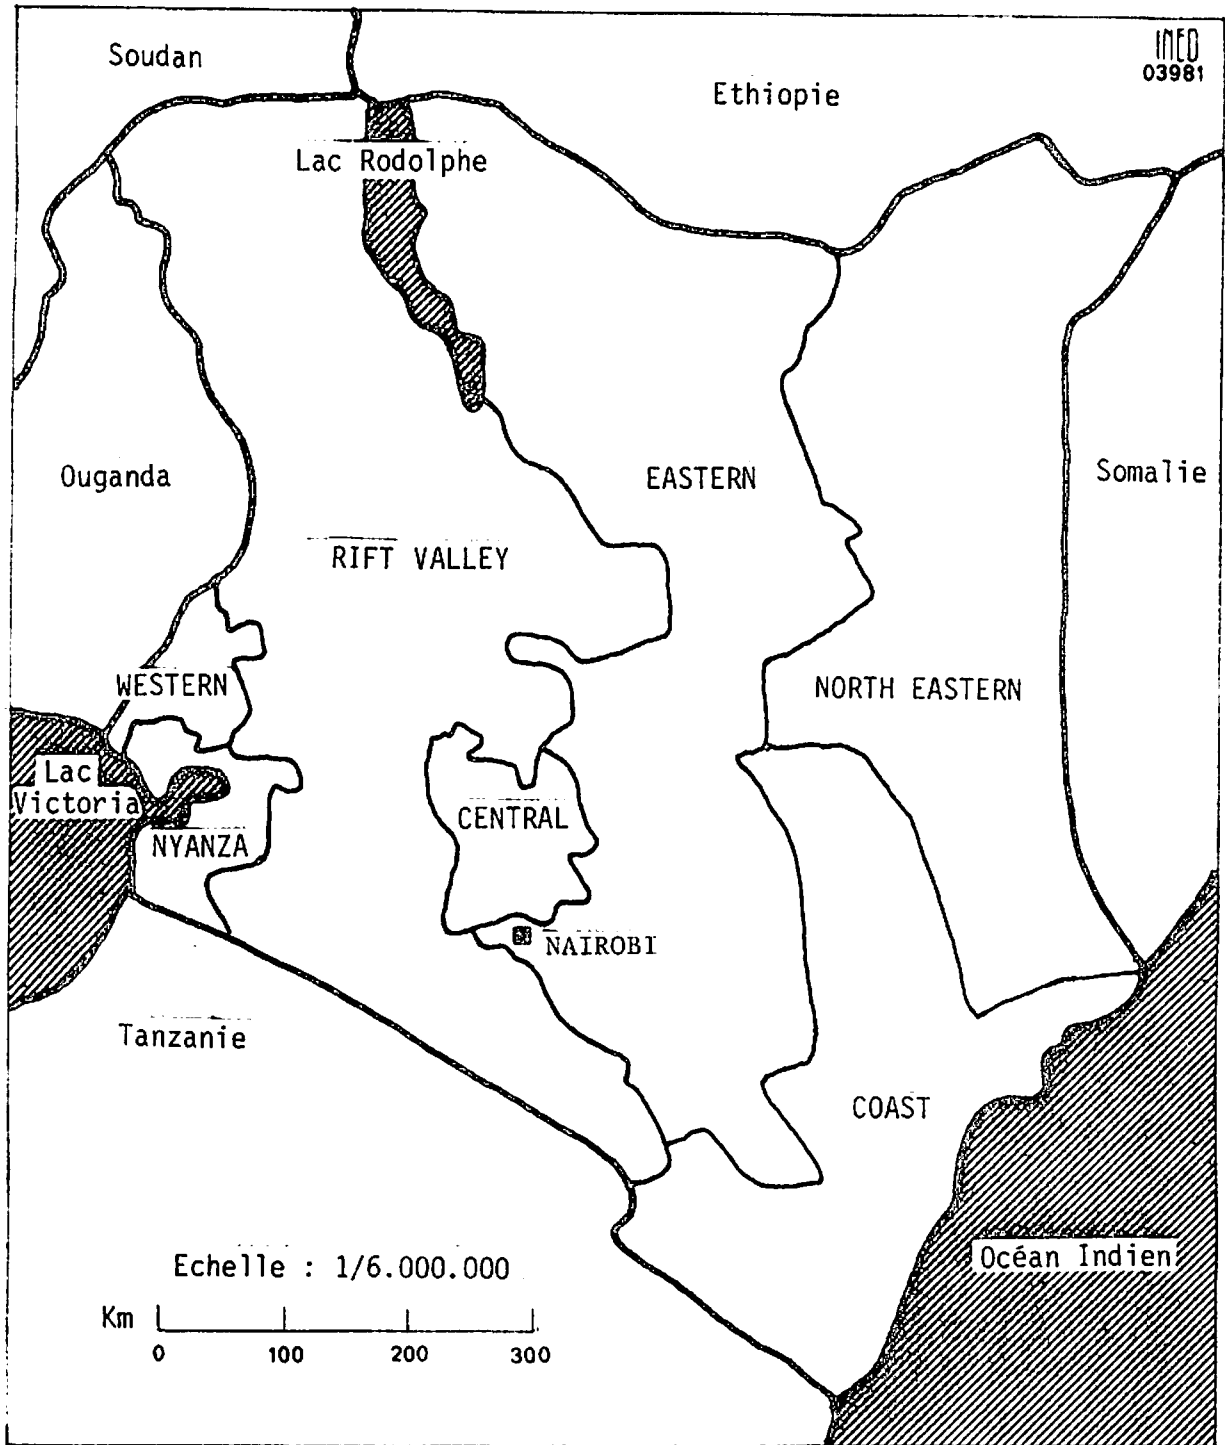 INED
03981
Soudan
Ethiopie
Lac Rodolphe
Ouganda
EASTERN
Somalie
RIFT VALLEY
WESTERN
NORTH EASTERN
Lac
Victoria
CENTRAL
NYANZA
NAIROBI
Tanzanie
COAST
Océan Indien
Echelle : 1/6.000.000
Km
0 100 200 300